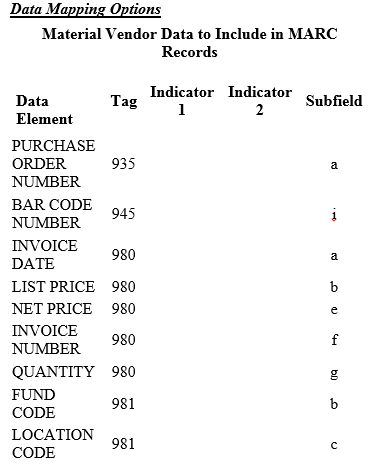 Data Mapping Options
Material Vendor Data to Include in MARC
Records
Data Element Tag Indicator 1 Indicator 2 Subfield
PURCHASE ORDER NUMBER 935 a
BAR CODE NUMBER 945 i
INVOICE DATE 980 a
LIST PRICE 980 b
NET PRICE 980 e
INVOICE NUMBER 980 f
QUANTITY 980 g
FUND CODE 981 b
LOCATION CODE 981 c